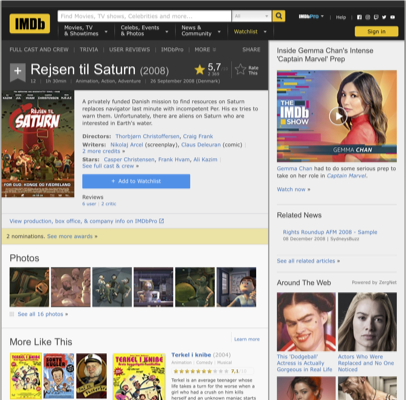 IMDb
Find Movies, TV shows, Celebrities and more...
All
Movies, TV
& Showtimes
Celebs, Events
& Photos
News &
Community
Watchlist
IMDbPro
Help
Sign in
FULL CAST AND CREW | TRIVIA | USER REVIEWS | IMDbPro | MORE
SHARE
Rejsen til Saturn (2008)
5,7
Rate
This
12 | 1h 30min | Animation, Action, Adventure | 26 September 2008 (Denmark)
REJSEN TIL
SATURN
FOR GUD, KONGE OG FÆDRELAND
A privately funded Danish mission to find resources on Saturn
replaces navigator last minute with incompetent Per. His ex tries to
warn them. Unfortunately, there are aliens on Saturn who are
interested in Earth's water.
Directors: Thorbjørn Christoffersen, Craig Frank
Writers: Nikolaj Arcel (screenplay), Claus Deleuran (comic)
2 more credits »
Stars: Casper Christensen, Frank Hvam, Ali Kazim |
See full cast & crew »
+ Add to Watchlist
Reviews
6 user | 2 critic
View production, box office, & company info on IMDbPro
2 nominations. See more awards »
Photos
See all 16 photos »
More Like This
Learn more
TERKEL I KNIBE
TERKEL I KNIBE
Terkel i knibe (2004)
Animation | Comedy | Musical
7,1
Terkel is an average teenager whose
life takes a turn for the worse when a
girl who had a crush on him kills
herself and an unknown maniac starts
Inside Gemma Chan's Intense
'Captain Marvel' Prep
THE
IMDb
SHOW
GEMMA CHAN
Gemma Chan had to do some serious prep to
take on her role in Captain Marvel.
Watch now »
Related News
Rights Roundup AFM 2008 - Sample
08 December 2008 | SydneysBuzz
See all related articles »
Around The Web
Powered by ZergNet
This 'Dodgeball'
Actress is Actually
Gorgeous in Real Life
Actors Who Were
Replaced and No One
Noticed